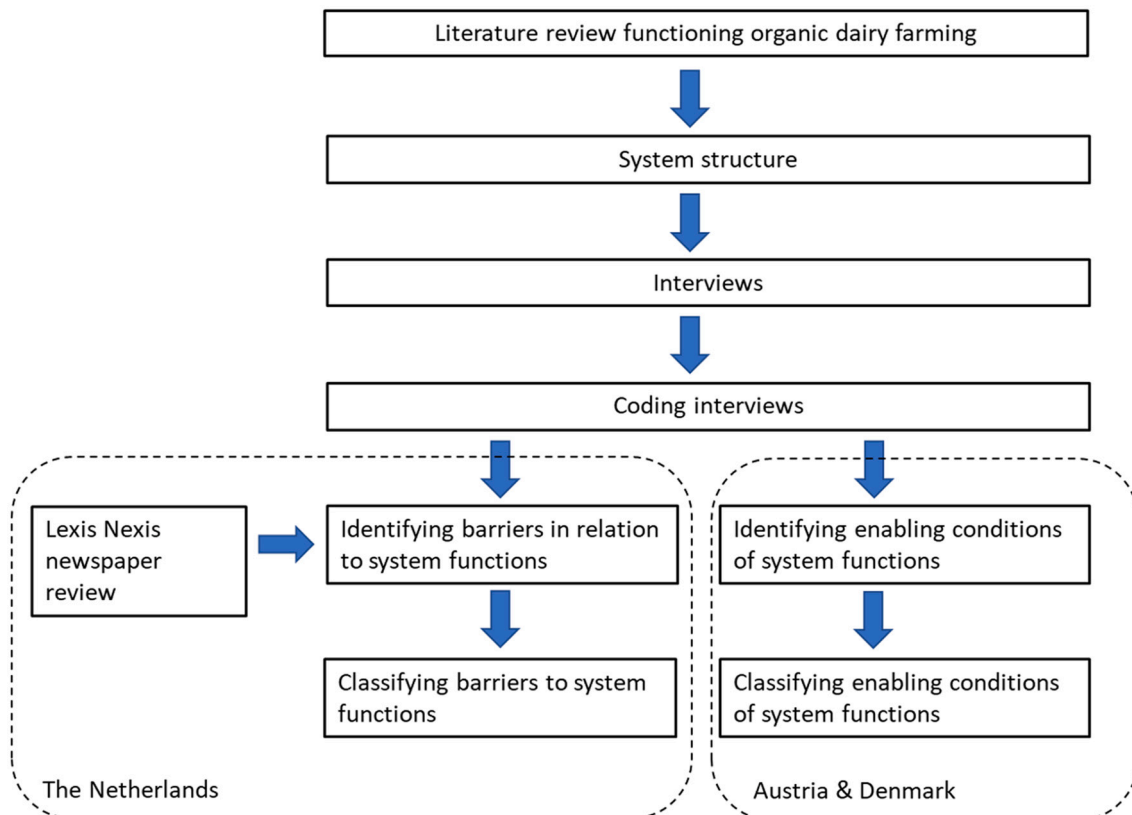 Literature review functioning organic dairy farming
System structure
Interviews
Coding interviews
Lexis Nexis
newspaper
review
Identifying barriers in relation
to system functions
Identifying enabling conditions
of system functions
Classifying barriers to system
functions
Classifying enabling conditions
of system functions
The Netherlands
Austria & Denmark